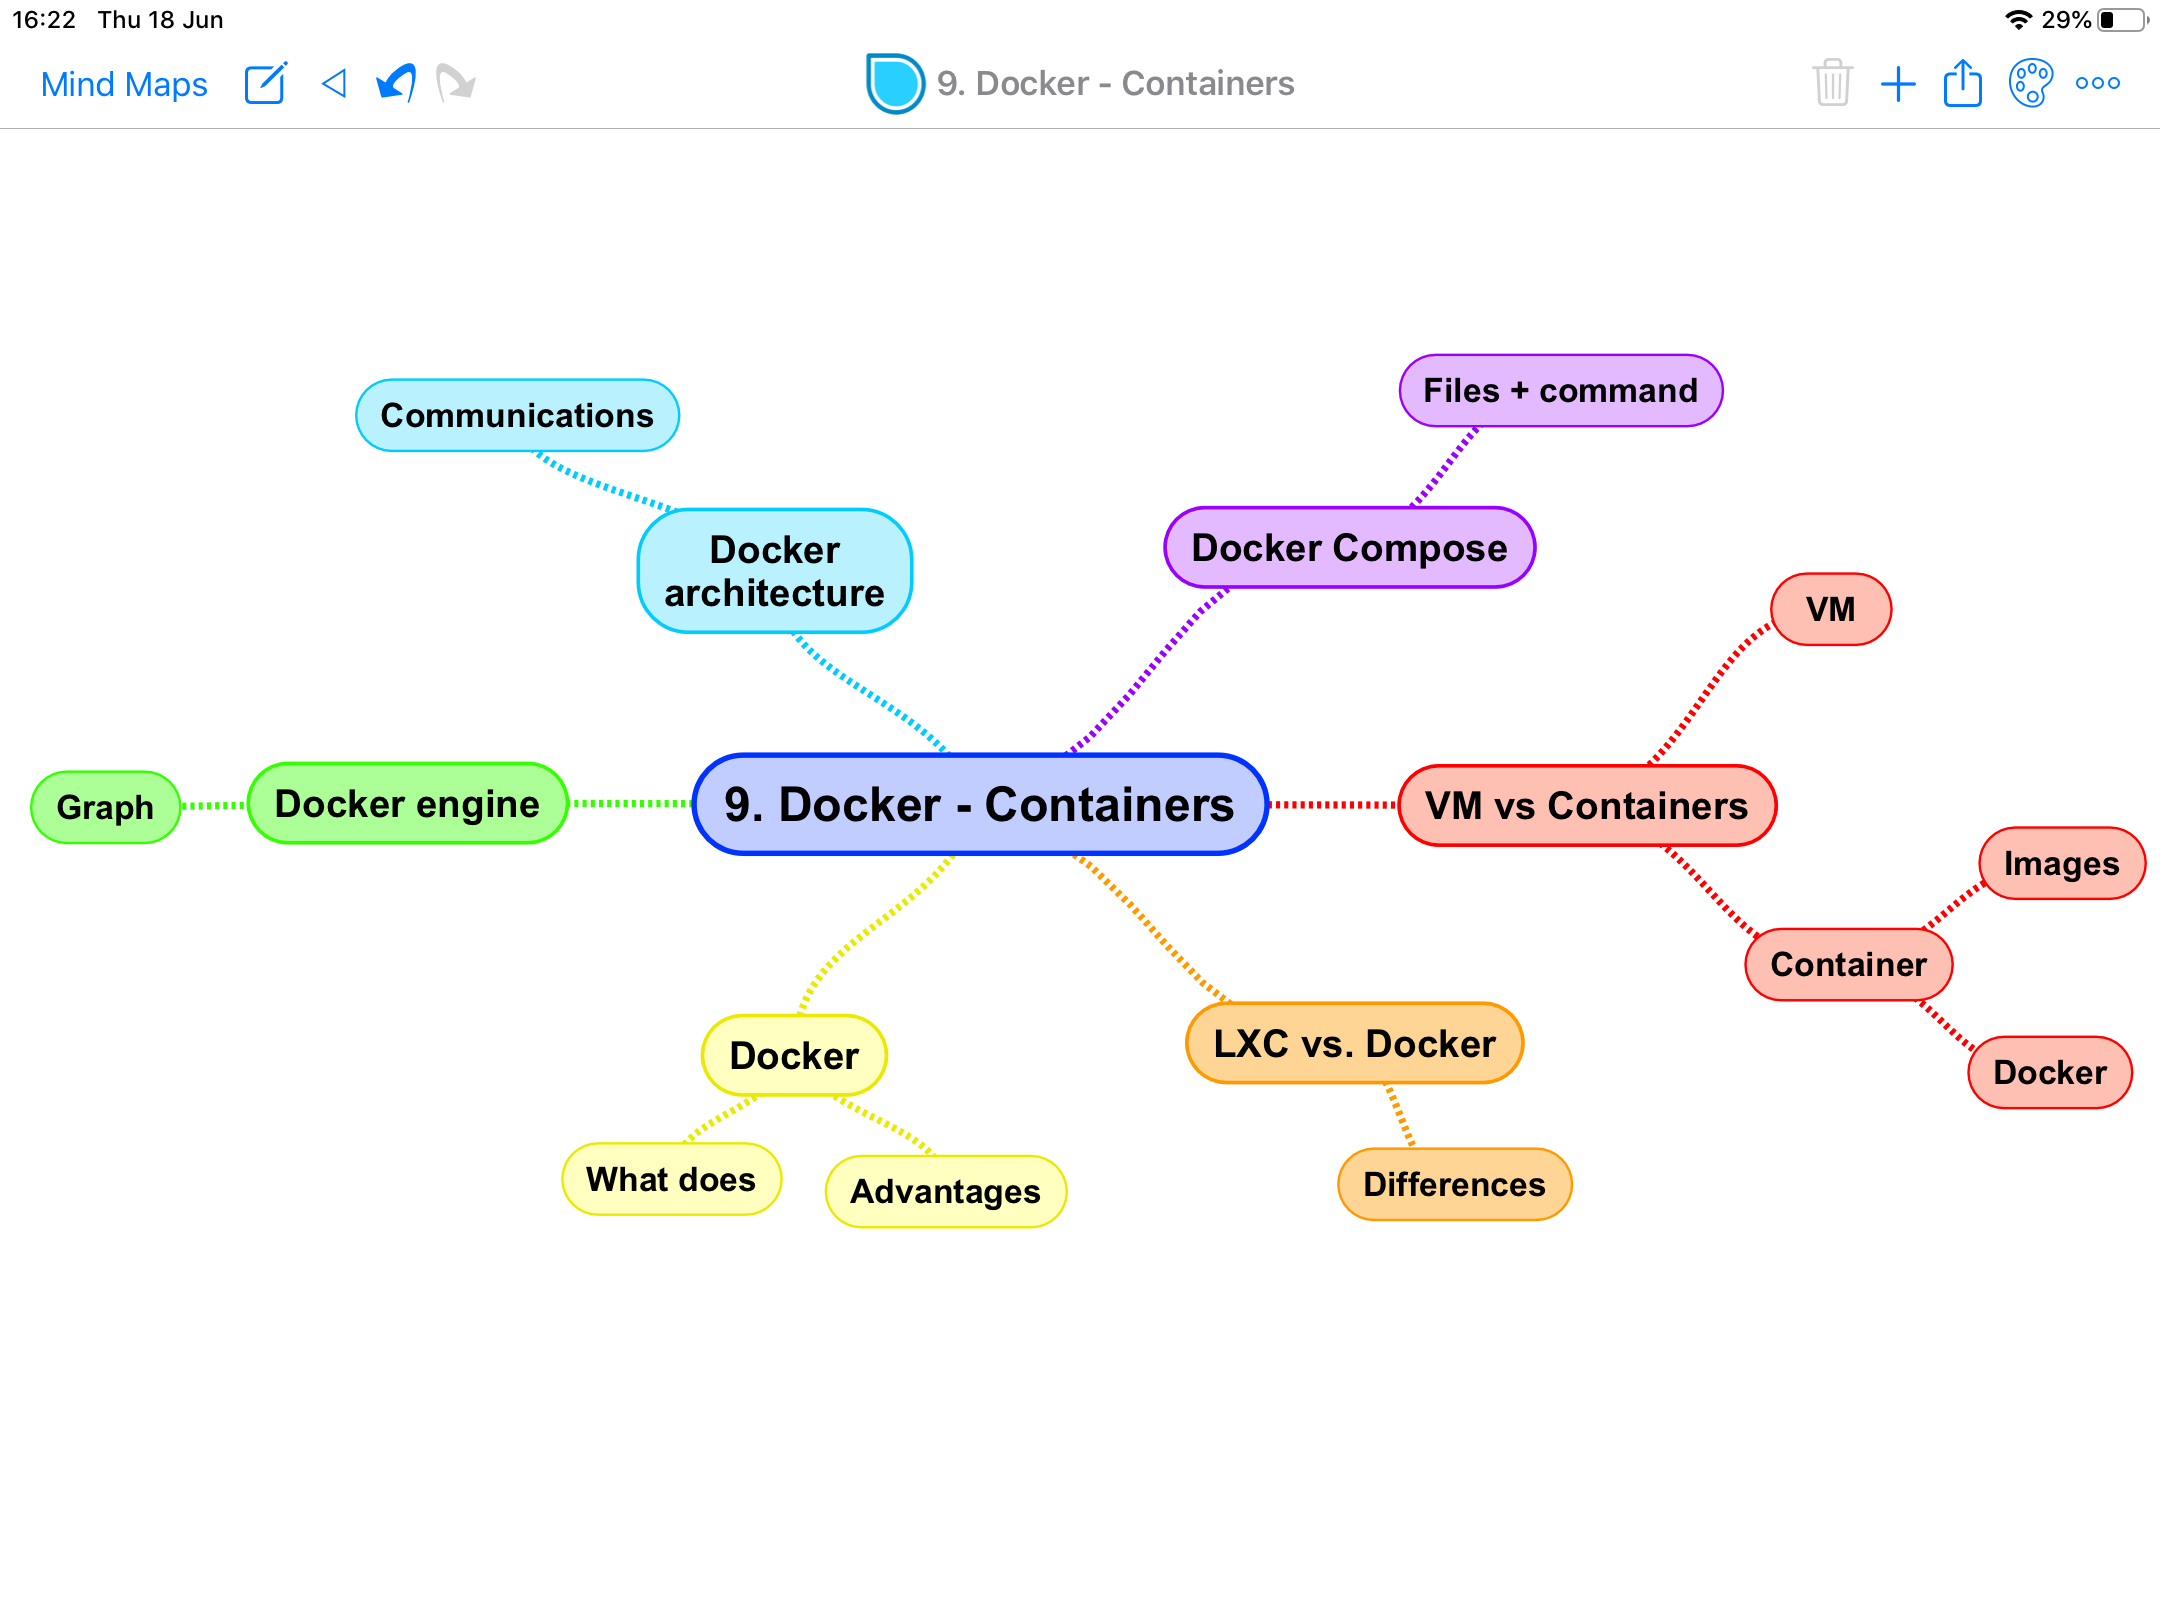 16:22 Thu 18 Jun
29%
Mind Maps
9. Docker - Containers
Files + command
Communications
Docker Compose
Docker
architecture
VM
Graph
Docker engine
9. Docker - Containers
VM vs Containers
Images
Container
LXC vs. Docker
Docker
Docker
What does
Advantages
Differences